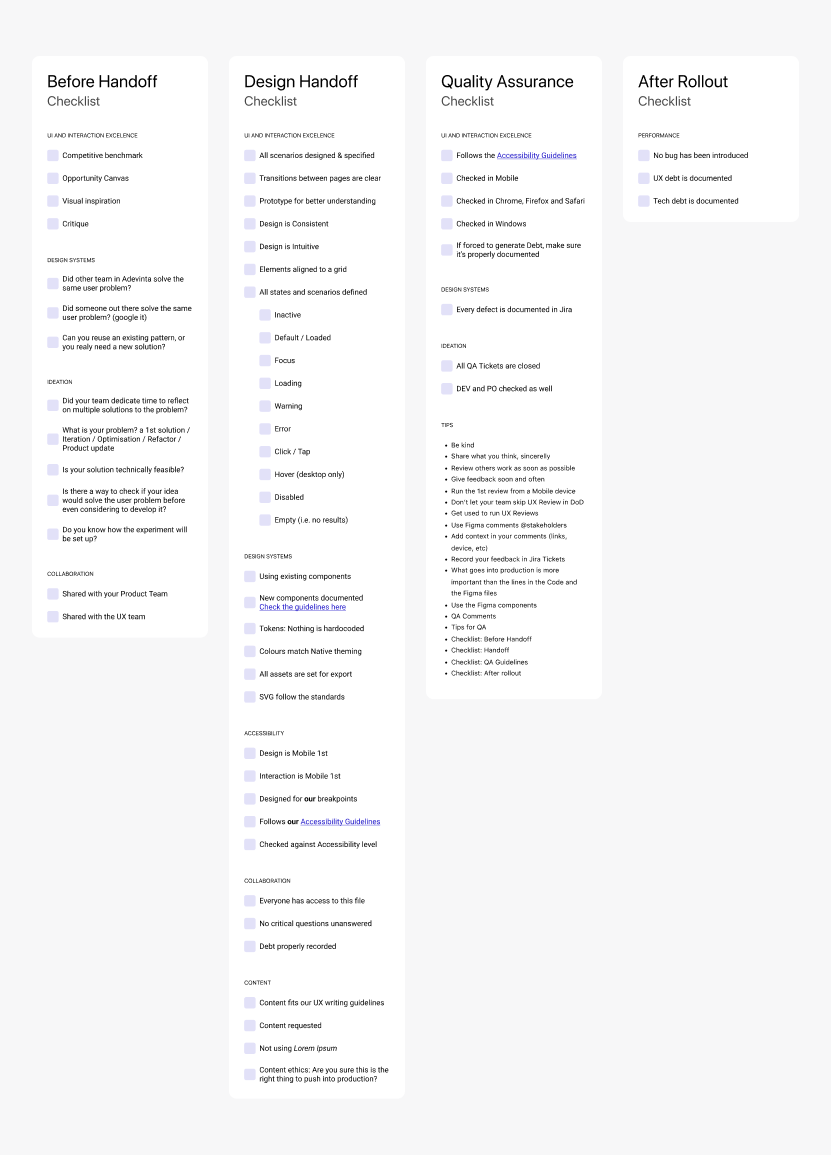 Before Handoff
Checklist
UI AND INTERACTION EXCELENCE
Competitive benchmark
Opportunity Canvas
Visual inspiration
Critique
DESIGN SYSTEMS
Did other team in Adevinta solve the
same user problem?
Did someone out there solve the same
user problem? (google it)
Can you reuse an existing pattern, or
you realy need a new solution?
IDEATION
Did your team dedicate time to reflect
on multiple solutions to the problem?
What is your problem? a 1st solution /
Iteration / Optimisation / Refactor /
Product update
Is your solution technically feasible?
Is there a way to check if your idea
would solve the user problem before
even considering to develop it?
Do you know how the experiment will
be set up?
COLLABORATION
Shared with your Product Team
Shared with the UX team
Design Handoff
Checklist
UI AND INTERACTION EXCELENCE
All scenarios designed & specified
Transitions between pages are clear
Prototype for better understanding
Design is Consistent
Design is Intuitive
Elements aligned to a grid
All states and scenarios defined
Inactive
Default / Loaded
Focus
Loading
Warning
Error
Click / Tap
Hover (desktop only)
Disabled
Empty (i.e. no results)
DESIGN SYSTEMS
Using existing components
New components documented
Check the guidelines here
Tokens: Nothing is hardocoded
Colours match Native theming
All assets are set for export
SVG follow the standards
ACCESSIBILITY
Design is Mobile 1st
Interaction is Mobile 1st
Designed for our breakpoints
Follows our Accessibility Guidelines
Checked against Accessibility level
COLLABORATION
Everyone has access to this file
No critical questions unanswered
Debt properly recorded
CONTENT
Content fits our UX writing guidelines
Content requested
Not using Lorem Ipsum
Content ethics: Are you sure this is the
right thing to push into production?
Quality Assurance
Checklist
UI AND INTERACTION EXCELENCE
Follows the Accessibility Guidelines
Checked in Mobile
Checked in Chrome, Firefox and Safari
Checked in Windows
If forced to generate Debt, make sure
it's properly documented
DESIGN SYSTEMS
Every defect is documented in Jira
IDEATION
All QA Tickets are closed
DEV and PO checked as well
TIPS
• Be kind
• Share what you think, sincerelly
• Review others work as soon as possible
• Give feedback soon and often
• Run the 1st review from a Mobile device
• Don't let your team skip UX Review in DoD
• Get used to run UX Reviews
• Use Figma comments @stakeholders
• Add context in your comments (links,
device, etc)
• Record your feedback in Jira Tickets
• What goes into production is more
important than the lines in the Code and
the Figma files
• Use the Figma components
• QA Comments
• Tips for QA
• Checklist: Before Handoff
• Checklist: Handoff
• Checklist: QA Guidelines
• Checklist: After rollout
After Rollout
Checklist
PERFORMANCE
No bug has been introduced
UX debt is documented
Tech debt is documented